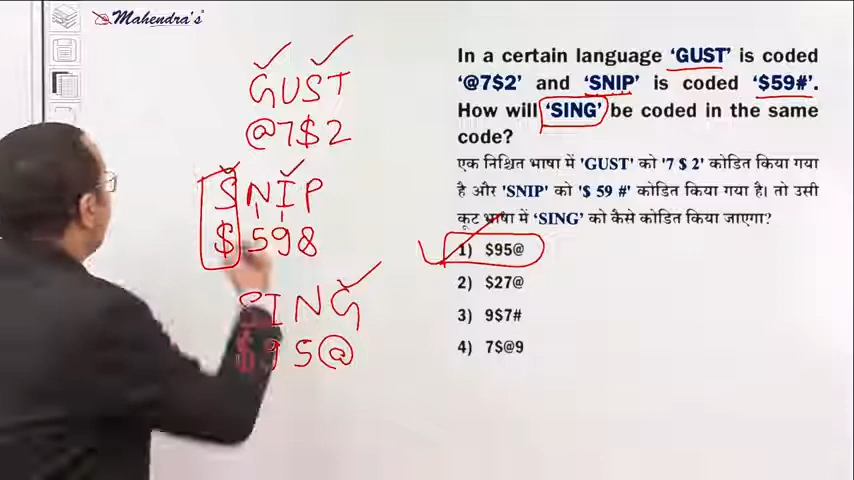 Mahendra's
In a certain language 'GUST' is coded
'@7$2' and 'SNIP' is coded '$59#'.
How will 'SING' be coded in the same
code?
एक निश्चित भाषा में 'GUST' को '7 $ 2' कोडित किया गया
है और 'SNIP' को '$ 59 #' कोडित किया गया है। तो उसी
कूट भाषा में 'SING' को कैसे कोडित किया जाएगा?
1) $95@
2) $27@
3) 9$7#
4) 7$@9
GUST
@7$2
SNIP
$598
SING
$95@